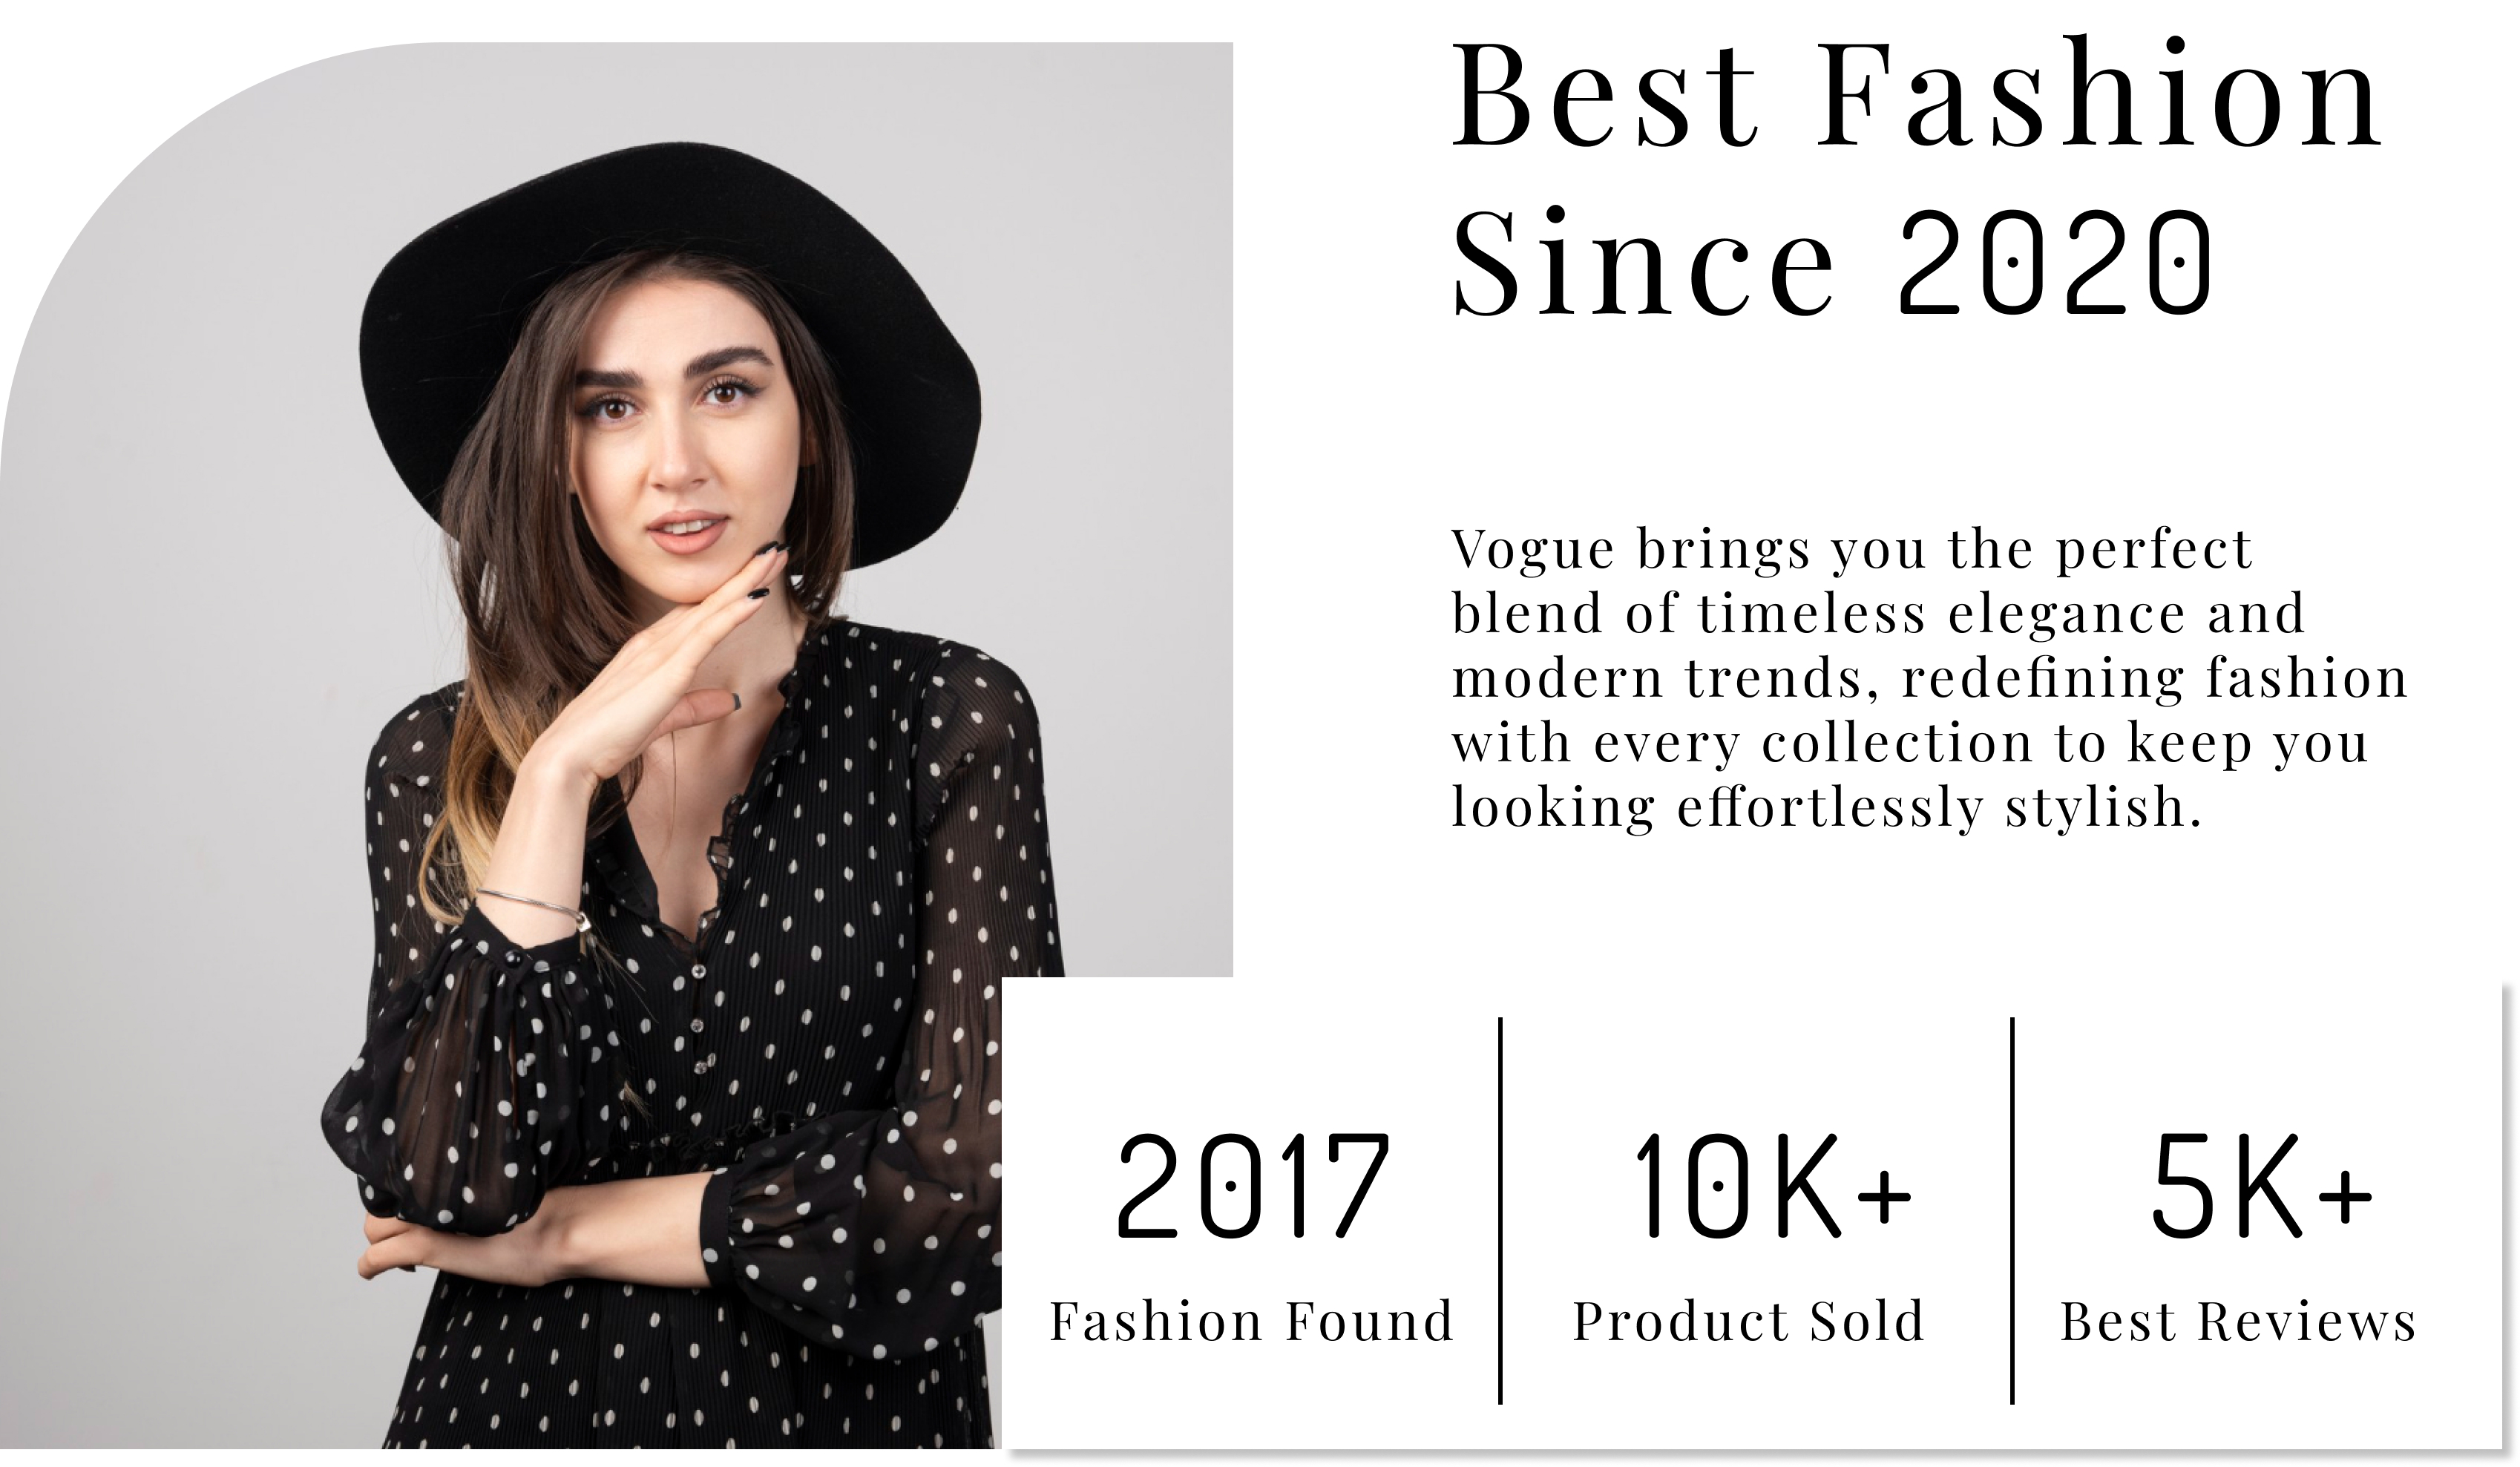 Best Fashion
Since 2020
Vogue brings you the perfect
blend of timeless elegance and
modern trends, redefining fashion
with every collection to keep you
looking effortlessly stylish.
2017
Fashion Found
10K+
Product Sold
5K+
Best Reviews